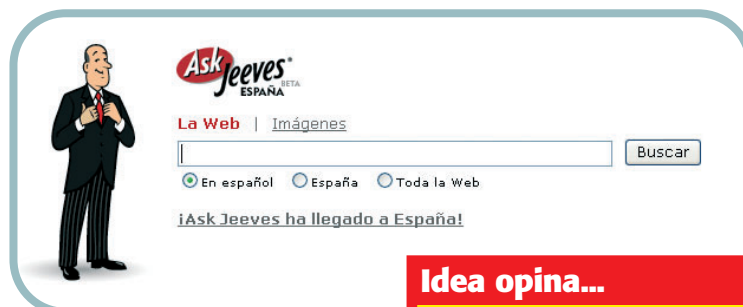 Ask Jeeves®
BETA
ESPAÑA
La Web | Imágenes
Buscar
En español España Toda la Web
¡Ask Jeeves ha llegado a España!
Idea opina...